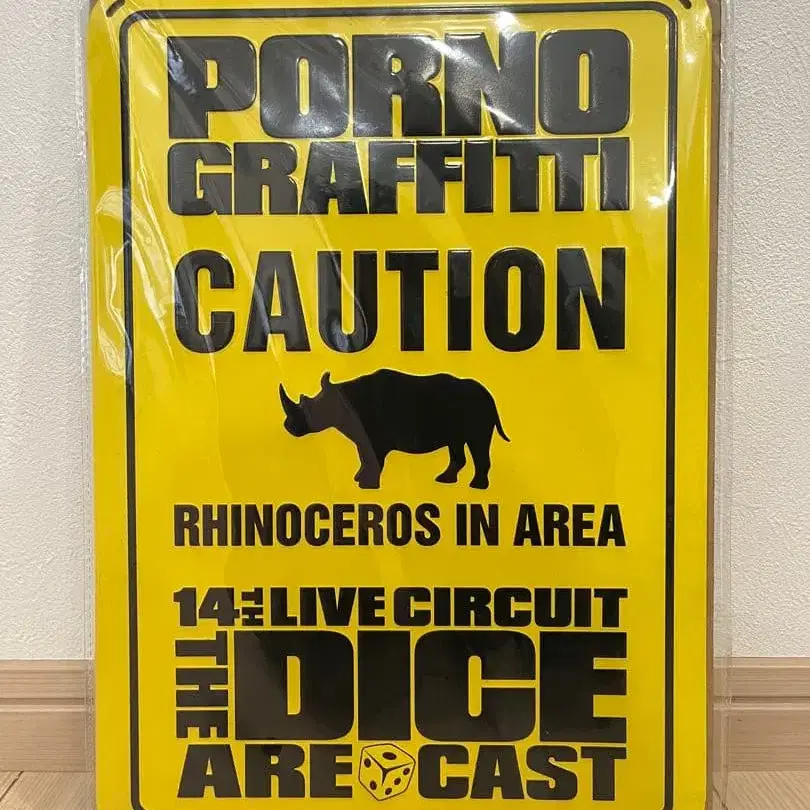 PORNO
GRAFFITTI
CAUTION
RHINOCEROS IN AREA
14TH LIVE CIRCUIT
THE DICE
ARE CAST